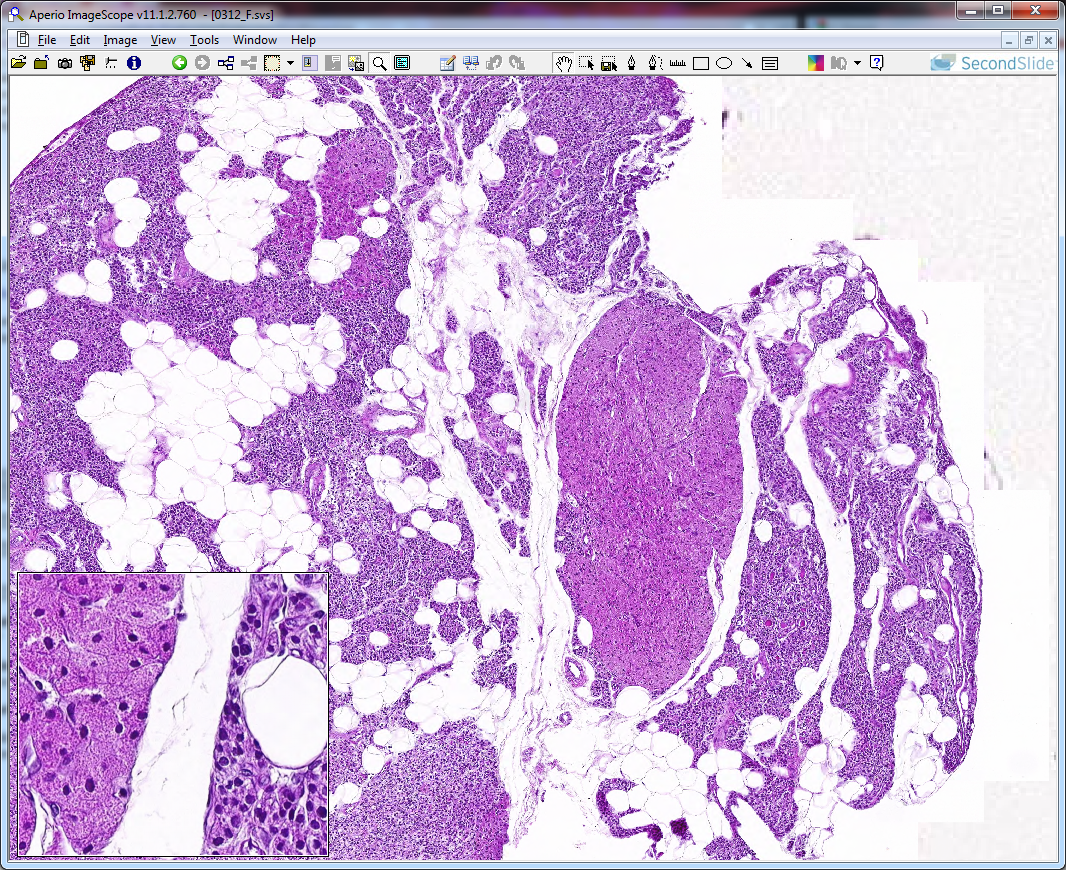 Aperio ImageScope v11.1.2.760 - [0312_F.svs]
File Edit Image View Tools Window Help
SecondSlide